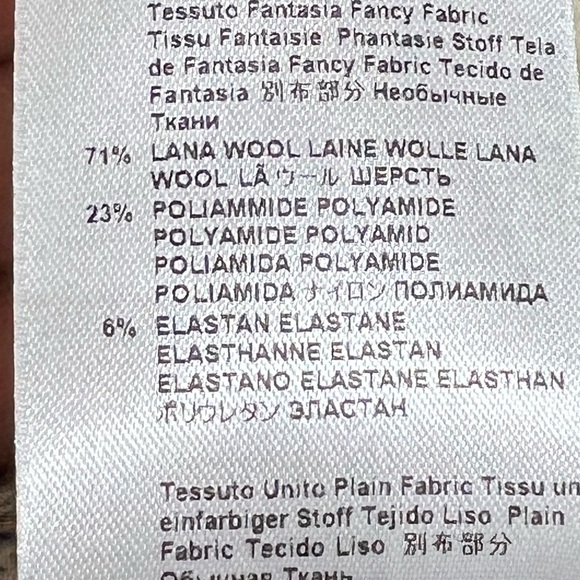 Tessuto Fantasia Fancy Fabric
Tissu Fantaisie Phantasie Stoff Tela
de Fantasia Fancy Fabric Tecido de
Fantasia 別布部分 Необычные
Ткани
71% LANA WOOL LAINE WOLLE LANA
WOOL LÃ ウール ШЕРСТЬ
23% POLIAMMIDE POLYAMIDE
POLYAMIDE POLYAMID
POLIAMIDA POLYAMIDE
POLIAMIDA ナイロン ПОЛИАМИДА
6% ELASTAN ELASTANE
ELASTHANNE ELASTAN
ELASTANO ELASTANE ELASTHAN
ポリウレタン ЭЛАСТАН
Tessuto Unito Plain Fabric Tissu un
einfarbiger Stoff Tejido Liso Plain
Fabric Tecido Liso 別布部分
Обычная Ткань